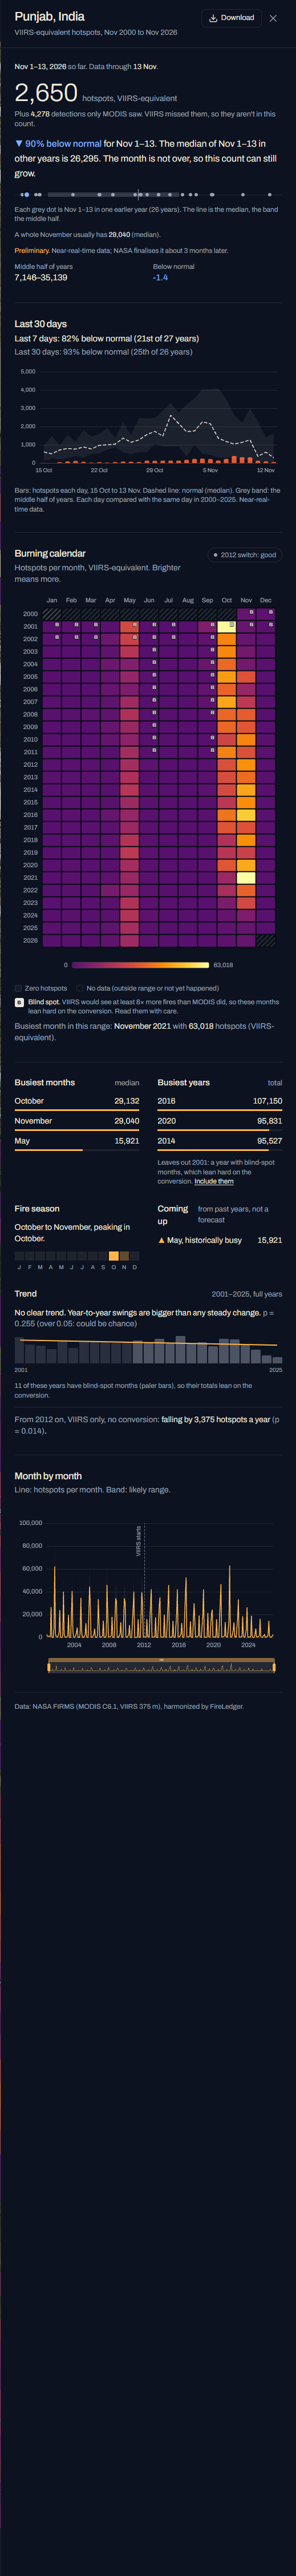 Punjab, India
Download
VIIRS-equivalent hotspots, Nov 2000 to Nov 2026
Nov 1–13, 2026 so far. Data through 13 Nov.
2,650 hotspots, VIIRS-equivalent
Plus 4,278 detections only MODIS saw. VIIRS missed them, so they aren't in this
count.
▼ 90% below normal for Nov 1–13. The median of Nov 1–13 in
other years is 26,295. The month is not over, so this count can still
grow.
Each grey dot is Nov 1–13 in one earlier year (26 years). The line is the median, the band
the middle half.
A whole November usually has 29,040 (median).
Preliminary. Near-real-time data; NASA finalises it about 3 months later.
Middle half of years
Below normal
7,146–35,139
-1.4
Last 30 days
Last 7 days: 82% below normal (21st of 27 years)
Last 30 days: 93% below normal (25th of 26 years)
5,000
4,000
3,000
2,000
1,000
0
15 Oct
22 Oct
29 Oct
5 Nov
12 Nov
Bars: hotspots each day, 15 Oct to 13 Nov. Dashed line: normal (median). Grey band: the
middle half of years. Each day compared with the same day in 2000–2025. Near-real-
time data.
Burning calendar
2012 switch: good
Hotspots per month, VIIRS-equivalent. Brighter
means more.
Jan Feb Mar Apr May Jun Jul Aug Sep Oct Nov Dec
2000 B B
2001 B B B B B B B B B B
2002 B B B B B B B B B
2003 B B
2004 B B
2005 B B
2006 B B
2007 B B
2008 B B
2009 B B
2010 B B
2011 B B
2012
2013
2014
2015
2016
2017
2018
2019
2020
2021
2022
2023
2024
2025
2026
0 63,018
Zero hotspots
No data (outside range or not yet happened)
B Blind spot. VIIRS would see at least 8× more fires than MODIS did, so these months
lean hard on the conversion. Read them with care.
Busiest month in this range: November 2021 with 63,018 hotspots (VIIRS-
equivalent).
Busiest months median
October 29,132
November 29,040
May 15,921
Busiest years total
2016 107,150
2020 95,831
2014 95,527
Leaves out 2001: a year with blind-spot
months, which lean hard on the
conversion. Include them
Fire season
October to November, peaking in
October.
J F M A M J J A S O N D
Coming
up
from past years, not a
forecast
▲ May, historically busy 15,921
Trend
2001–2025, full years
No clear trend. Year-to-year swings are bigger than any steady change. p =
0.255 (over 0.05: could be chance)
2001
2025
11 of these years have blind-spot months (paler bars), so their totals lean on the
conversion.
From 2012 on, VIIRS only, no conversion: falling by 3,375 hotspots a year (p
= 0.014).
Month by month
Line: hotspots per month. Band: likely range.
100,000
80,000
60,000
40,000
20,000
0
VIIRS starts
2004
2008
2012
2016
2020
2024
Data: NASA FIRMS (MODIS C6.1, VIIRS 375 m), harmonized by FireLedger.